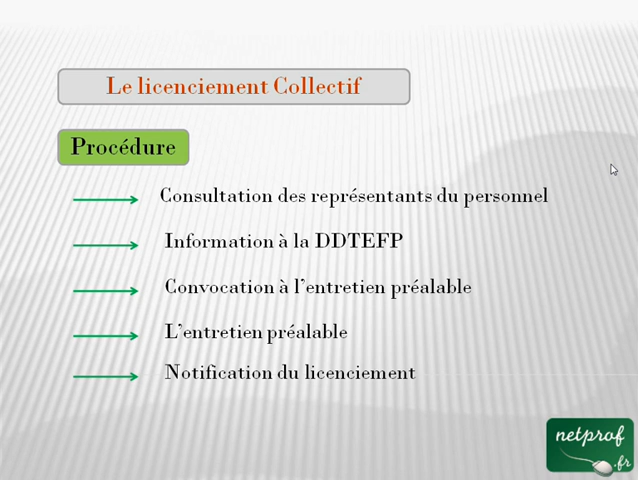 Le licenciement Collectif
Procédure
Consultation des représentants du personnel
Information à la DDTEFP
Convocation à l'entretien préalable
L'entretien préalable
Notification du licenciement
netprof
.fr